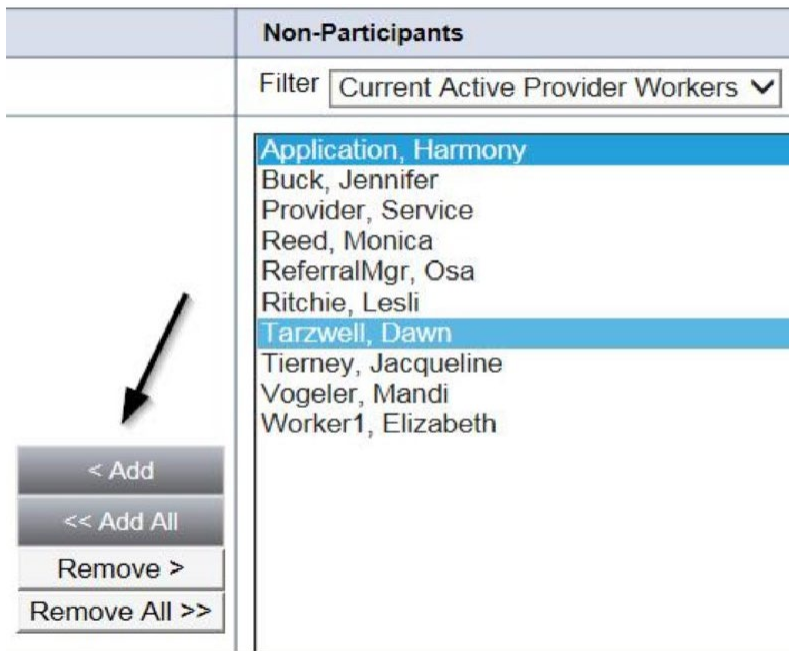 Non-Participants
Filter Current Active Provider Workers
Application, Harmony
Buck, Jennifer
Provider, Service
Reed, Monica
ReferralMgr, Osa
Ritchie, Lesli
Tarzwell, Dawn
Tierney, Jacqueline
Vogeler, Mandi
Worker1, Elizabeth
< Add
<< Add All
Remove >
Remove All >>